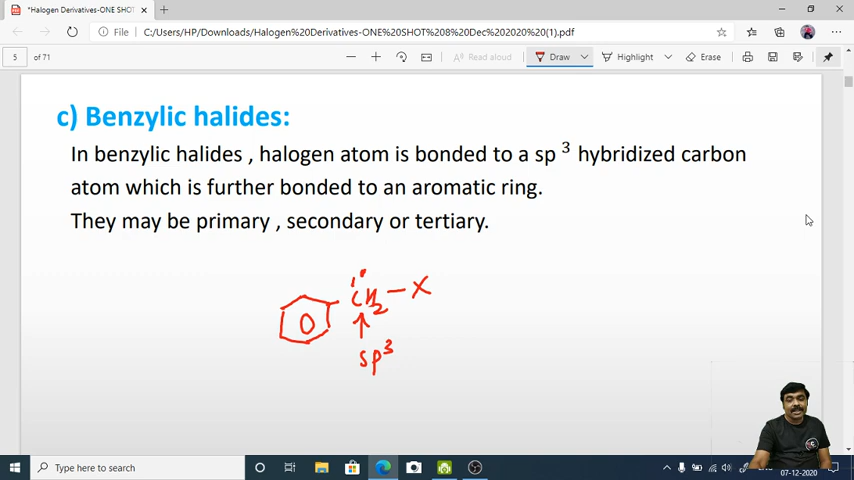 *Halogen Derivatives-ONE SHOT
File
C:/Users/HP/Downloads/Halogen%20Derivatives-ONE%20SHOT%208%20Dec%202020%20(1).pdf
5 of 71
Read aloud
Draw
Highlight
Erase
c) Benzylic halides:
In benzylic halides , halogen atom is bonded to a sp 3 hybridized carbon
atom which is further bonded to an aromatic ring.
They may be primary , secondary or tertiary.
1°
CH2 – X
sp3
Type here to search
07-12-2020